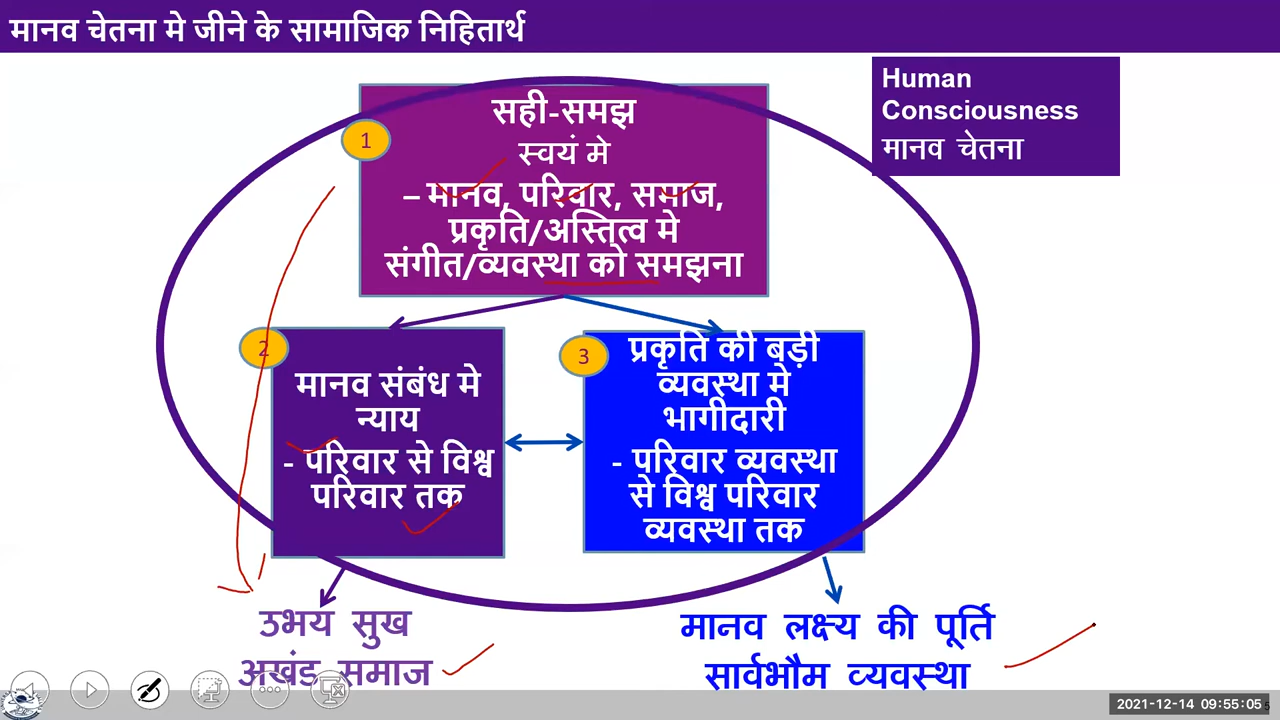 मानव चेतना मे जीने के सामाजिक निहितार्थ
Human
Consciousness
मानव चेतना
1
सही-समझ
स्वयं मे
– मानव, परिवार, समाज,
प्रकृति/अस्तित्व मे
संगीत/व्यवस्था को समझना
2
मानव संबंध मे
न्याय
- परिवार से विश्व
परिवार तक
3
प्रकृति की बड़ी
व्यवस्था मे
भागीदारी
- परिवार व्यवस्था
से विश्व परिवार
व्यवस्था तक
उभय सुख
अखंड समाज
मानव लक्ष्य की पूर्ति
सार्वभौम व्यवस्था
2021-12-14 09:55:05